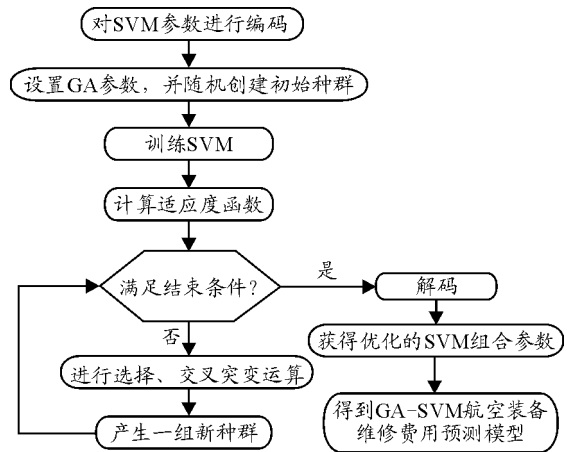 对SVM参数进行编码
设置GA参数，并随机创建初始种群
训练SVM
计算适应度函数
满足结束条件？
是
解码
否
获得优化的SVM组合参数
进行选择、交叉突变运算
得到GA-SVM航空装备
维修费用预测模型
产生一组新种群